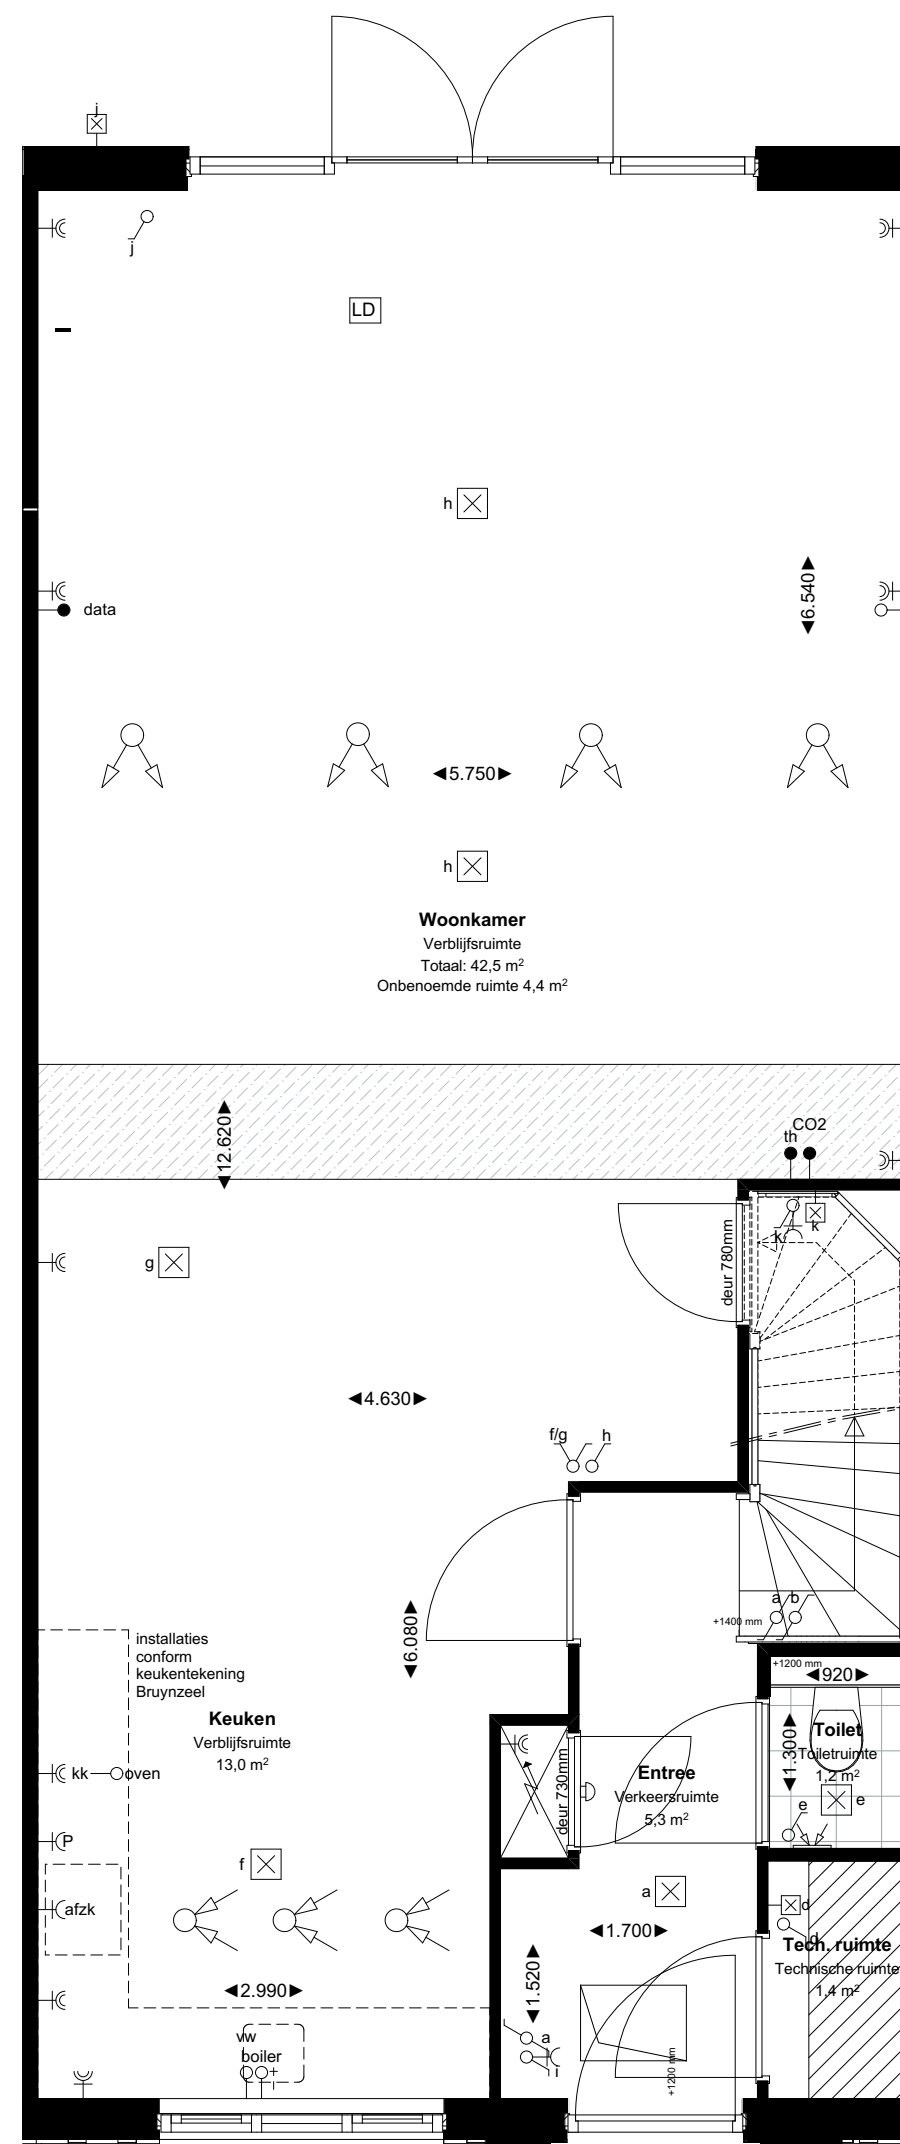 j
j
LD
h
data
6.540
5.750
h
Woonkamer
Verblijfsruimte
Totaal: 42,5 m²
Onbenoemde ruimte 4,4 m²
12.620
CO2
th
k
k
g
deur 780mm
4.630
f/g
h
a
b
+1400 mm
6.080
installaties
conform
keukentekening
Bruynzeel
+1200 mm
920
Keuken
Verblijfsruimte
13,0 m²
Toilet
Toiletruimte
1,2 m²
1.300
kk
oven
Entree
Verkeersruimte
5,3 m²
deur 730mm
e
e
P
f
afzk
a
d
d
1.700
Tech. ruimte
Technische ruimte
1,4 m²
1.520
2.990
a
i
vw
boiler
+1200 mm